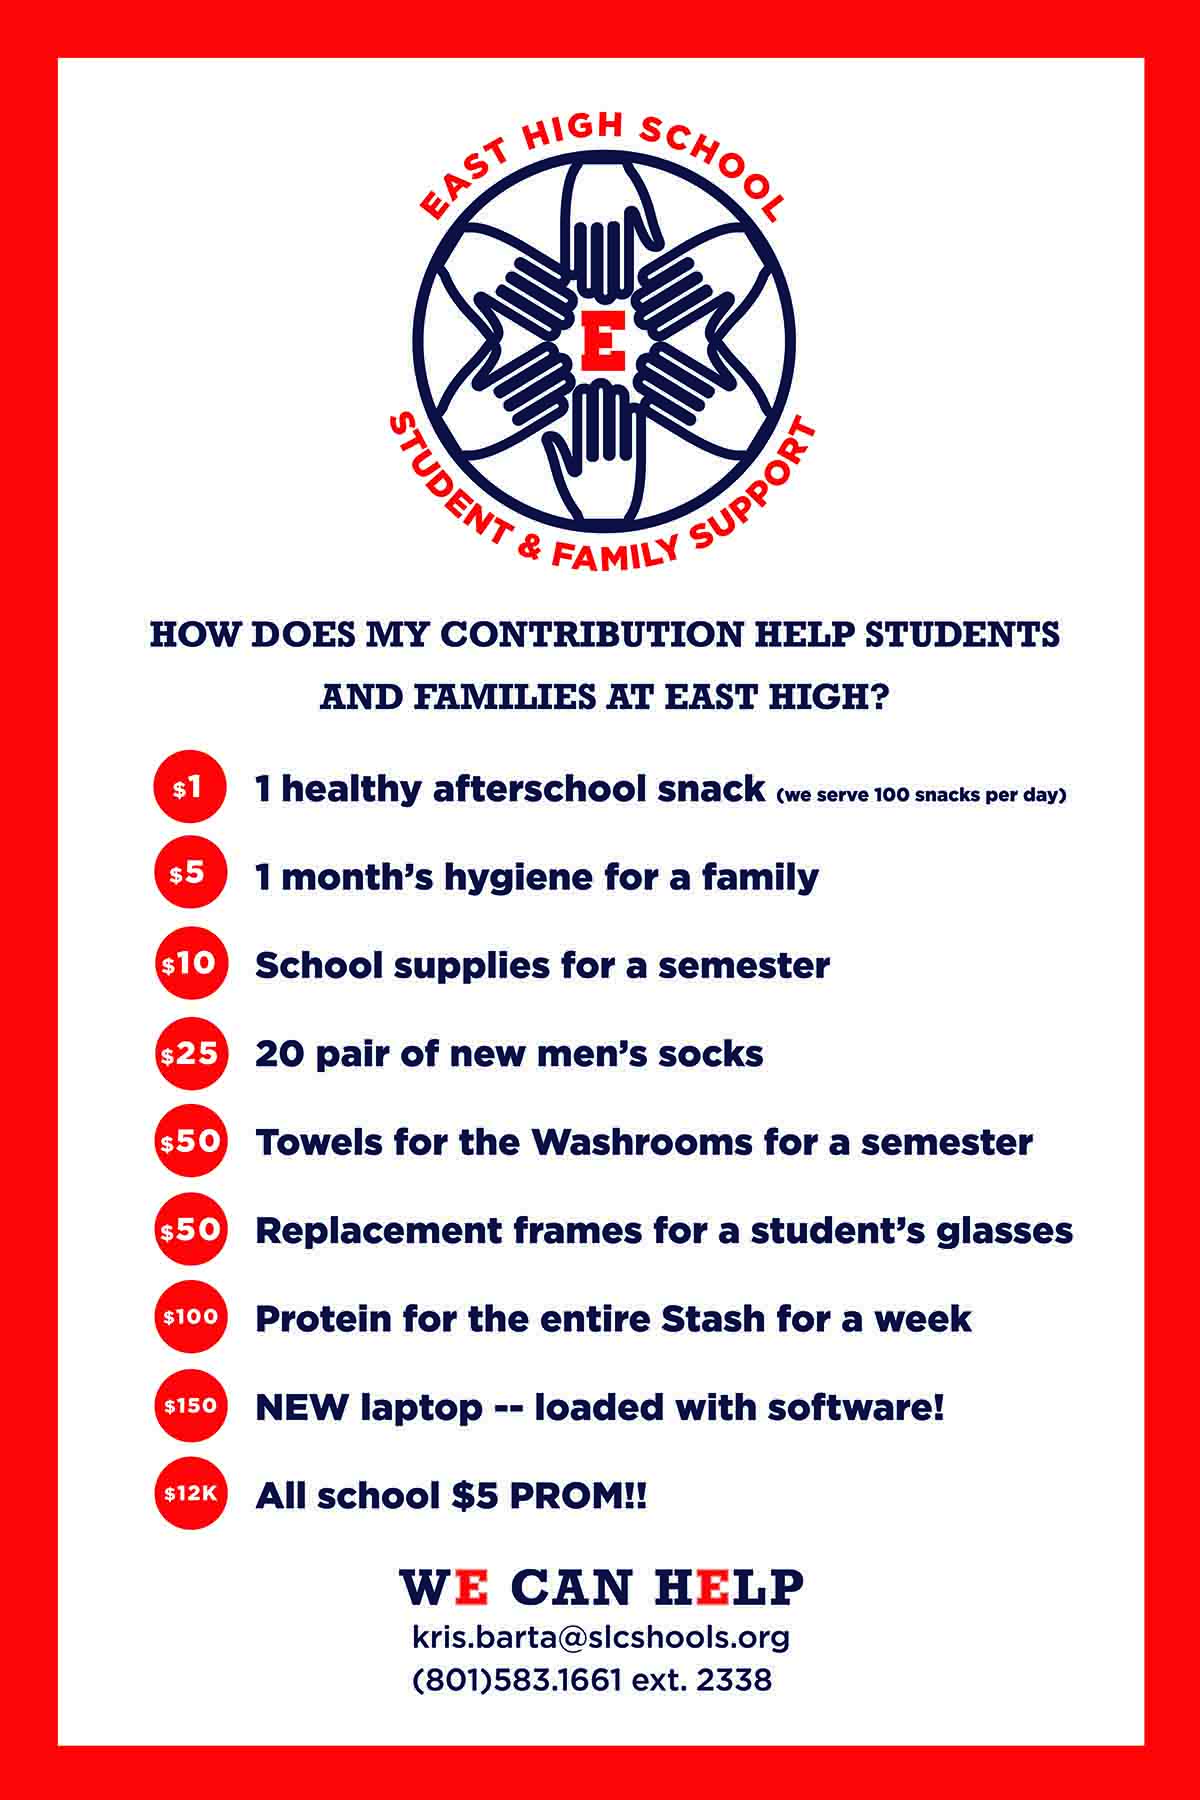 EAST HIGH SCHOOL
E
STUDENT & FAMILY SUPPORT
HOW DOES MY CONTRIBUTION HELP STUDENTS
AND FAMILIES AT EAST HIGH?
$1 1 healthy afterschool snack (we serve 100 snacks per day)
$5 1 month's hygiene for a family
$10 School supplies for a semester
$25 20 pair of new men's socks
$50 Towels for the Washrooms for a semester
$50 Replacement frames for a student's glasses
$100 Protein for the entire Stash for a week
$150 NEW laptop -- loaded with software!
$12K All school $5 PROM!!
WE CAN HELP
kris.barta@slcshools.org
(801)583.1661 ext. 2338